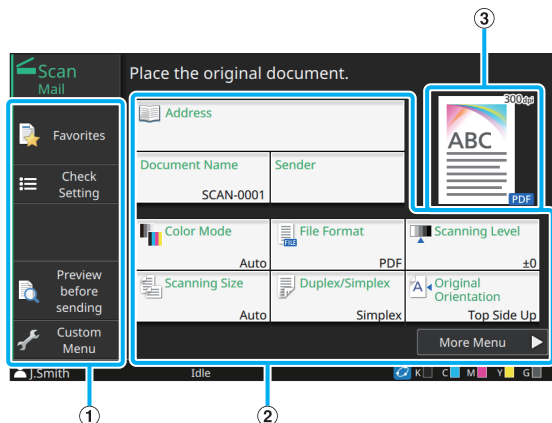 ③
Scan
Mail
Place the original document.
Favorites
Check
Setting
Preview
before
sending
Custom
Menu
Address
Document Name
SCAN-0001
Sender
300dpi
ABC
PDF
Color Mode
Auto
File Format
FILE
PDF
Scanning Level
±0
Scanning Size
Auto
Duplex/Simplex
Simplex
A
Original
Orientation
Top Side Up
More Menu
J.Smith
Idle
K C M Y G
① ②